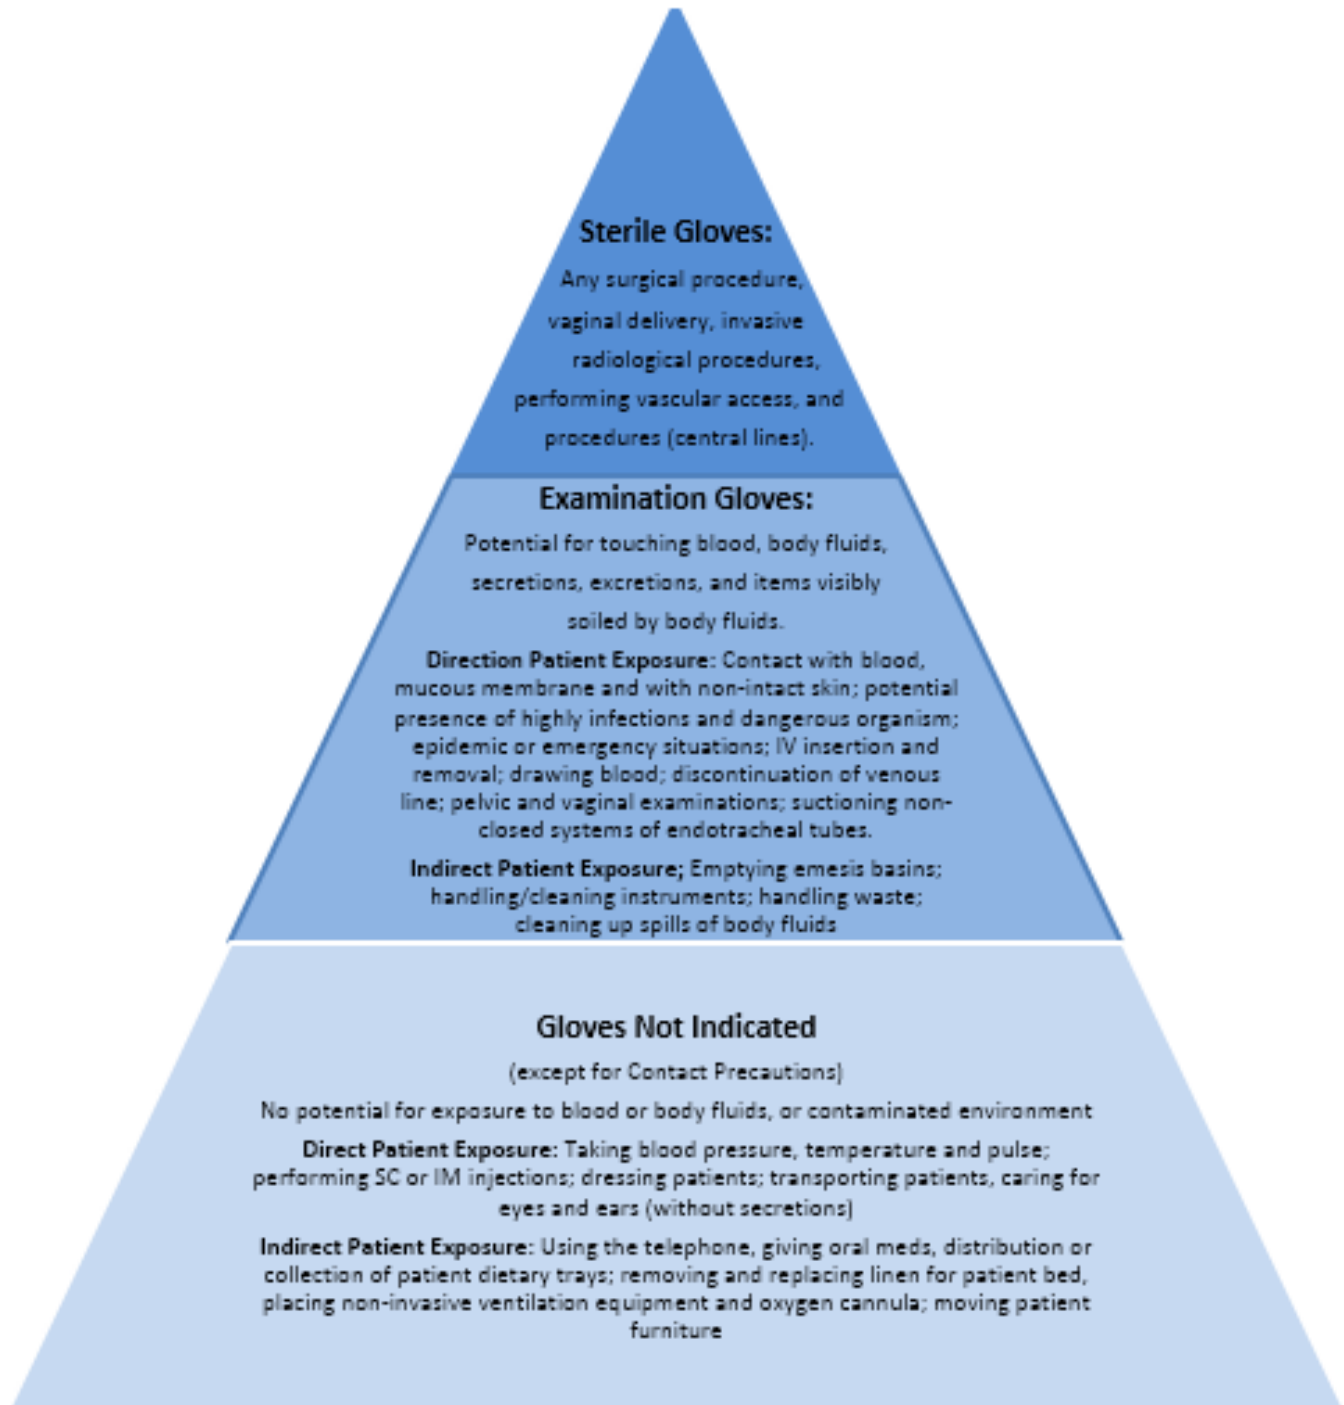 Sterile Gloves:
Any surgical procedure,
vaginal delivery, invasive
radiological procedures,
performing vascular access, and
procedures (central lines).
Examination Gloves:
Potential for touching blood, body fluids,
secretions, excretions, and items visibly
soiled by body fluids.
Direction Patient Exposure: Contact with blood,
mucous membrane and with non-intact skin; potential
presence of highly infections and dangerous organism;
epidemic or emergency situations; IV insertion and
removal; drawing blood; discontinuation of venous
line; pelvic and vaginal examinations; suctioning non-
closed systems of endotracheal tubes.
Indirect Patient Exposure; Emptying emesis basins;
handling/cleaning instruments; handling waste;
cleaning up spills of body fluids
Gloves Not Indicated
(except for Contact Precautions)
No potential for exposure to blood or body fluids, or contaminated environment
Direct Patient Exposure: Taking blood pressure, temperature and pulse;
performing SC or IM injections; dressing patients; transporting patients, caring for
eyes and ears (without secretions)
Indirect Patient Exposure: Using the telephone, giving oral meds, distribution or
collection of patient dietary trays; removing and replacing linen for patient bed,
placing non-invasive ventilation equipment and oxygen cannula; moving patient
furniture